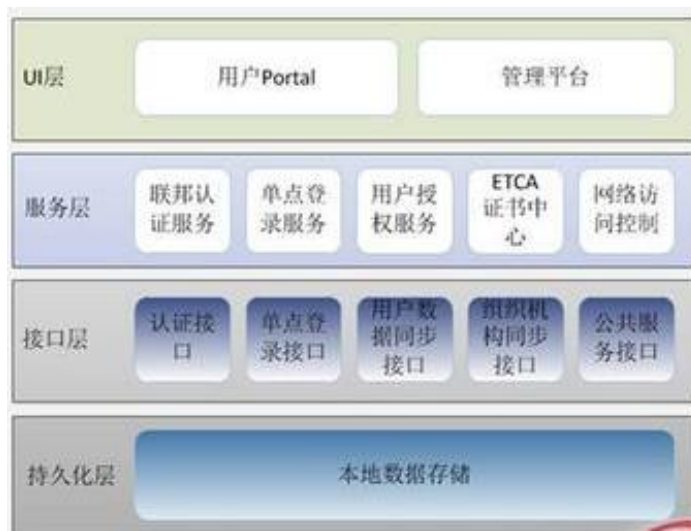 UI层
用户Portal
管理平台
服务层
联邦认
证服务
单点登
录服务
用户授
权服务
ETCA
证书中
心
网络访
问控制
接口层
认证接
口
单点登
录接口
用户数
据同步
接口
组织机
构同步
接口
公共服
务接口
持久化层
本地数据存储